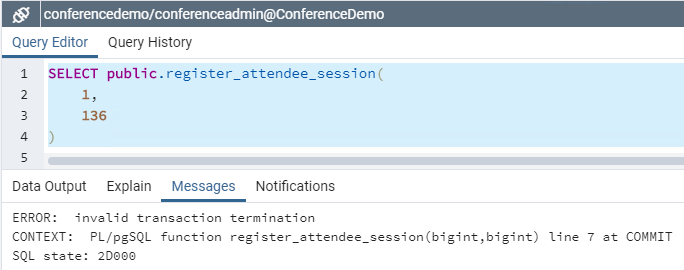 conferencedemo/conferenceadmin@ConferenceDemo
Query Editor Query History
1 SELECT public.register_attendee_session(
2 1,
3 136
4 )
5
Data Output Explain Messages Notifications
ERROR:  invalid transaction termination
CONTEXT:  PL/pgSQL function register_attendee_session(bigint,bigint) line 7 at COMMIT
SQL state: 2D000